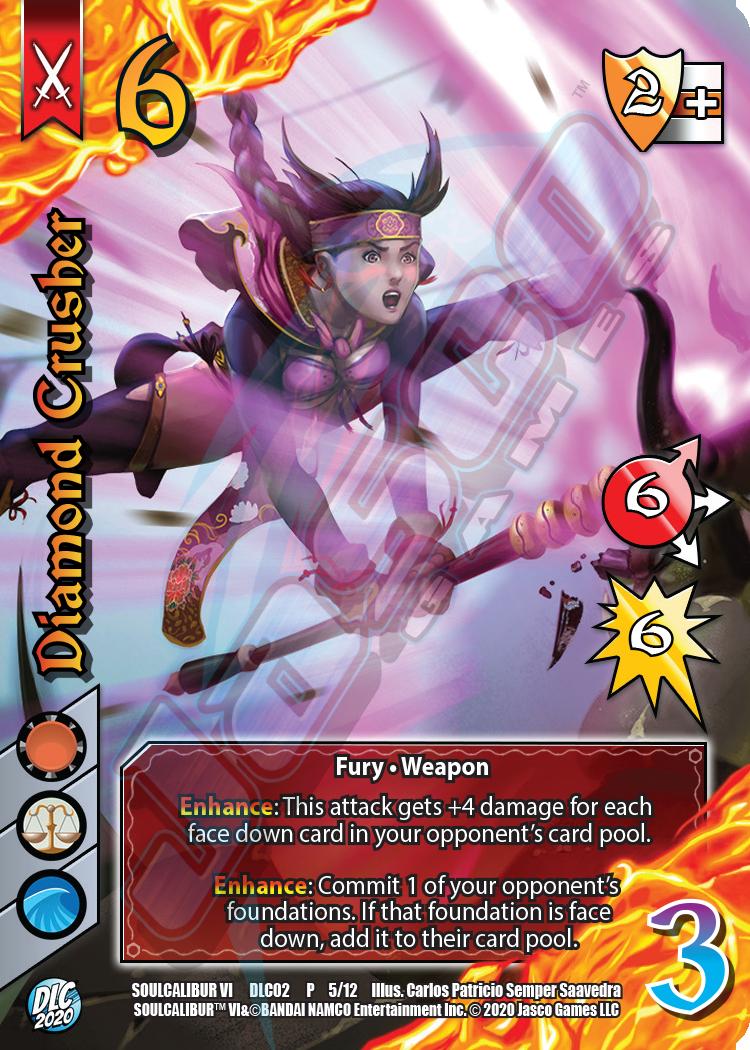 6
2 +
TM
Diamond Crusher
JASCO
GAMES
6
6
Fury • Weapon
Enhance: This attack gets +4 damage for each
face down card in your opponent's card pool.
Enhance: Commit 1 of your opponent's
foundations. If that foundation is face
down, add it to their card pool.
3
DLC
2020
SOULCALIBUR VI DLC02 P 5/12 Illus. Carlos Patricio Semper Saavedra
SOULCALIBUR™ VI&©BANDAI NAMCO Entertainment Inc. © 2020 Jasco Games LLC